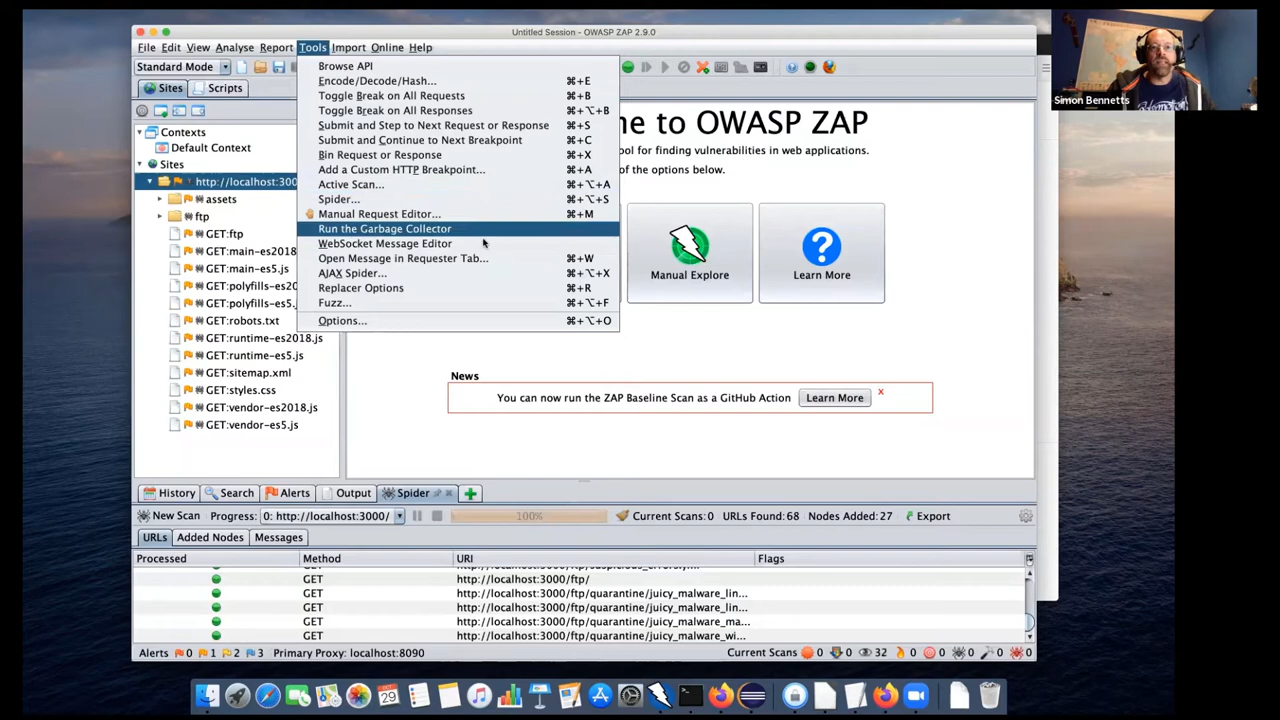 Untitled Session - OWASP ZAP 2.9.0
File Edit View Analyse Report Tools Import Online Help
Standard Mode
Sites Scripts
Contexts
Default Context
Sites
http://localhost:300
assets
ftp
GET:ftp
GET:main-es2018
GET:main-es5.js
GET:polyfills-es20
GET:polyfills-es5.
GET:robots.txt
GET:runtime-es2018.js
GET:runtime-es5.js
GET:sitemap.xml
GET:styles.css
GET:vendor-es2018.js
GET:vendor-es5.js
Browse API
Encode/Decode/Hash... ⌘+E
Toggle Break on All Requests ⌘+B
Toggle Break on All Responses ⌘+⌥+B
Submit and Step to Next Request or Response ⌘+S
Submit and Continue to Next Breakpoint ⌘+C
Bin Request or Response ⌘+X
Add a Custom HTTP Breakpoint... ⌘+A
Active Scan... ⌘+⌥+A
Spider... ⌘+⌥+S
Manual Request Editor... ⌘+M
Run the Garbage Collector
WebSocket Message Editor
Open Message in Requester Tab... ⌘+W
AJAX Spider... ⌘+⌥+X
Replacer Options ⌘+R
Fuzz... ⌘+⌥+F
Options... ⌘+⌥+O
me to OWASP ZAP
tool for finding vulnerabilities in web applications.
of the options below.
Manual Explore
Learn More
News
You can now run the ZAP Baseline Scan as a GitHub Action Learn More x
History Search Alerts Output Spider
New Scan Progress: 0: http://localhost:3000/ 100% Current Scans:0 URLs Found:68 Nodes Added:27 Export
URLs Added Nodes Messages
Processed Method URI Flags
GET http://localhost:3000/ftp/
GET http://localhost:3000/ftp/quarantine/juicy_malware_lin...
GET http://localhost:3000/ftp/quarantine/juicy_malware_lin...
GET http://localhost:3000/ftp/quarantine/juicy_malware_ma...
GET http://localhost:3000/ftp/quarantine/juicy_malware_wi...
Alerts 0 1 2 3 Primary Proxy: localhost:8090 Current Scans 0 0 32 0 0 0 0 0
Simon Bennetts
OCT
29